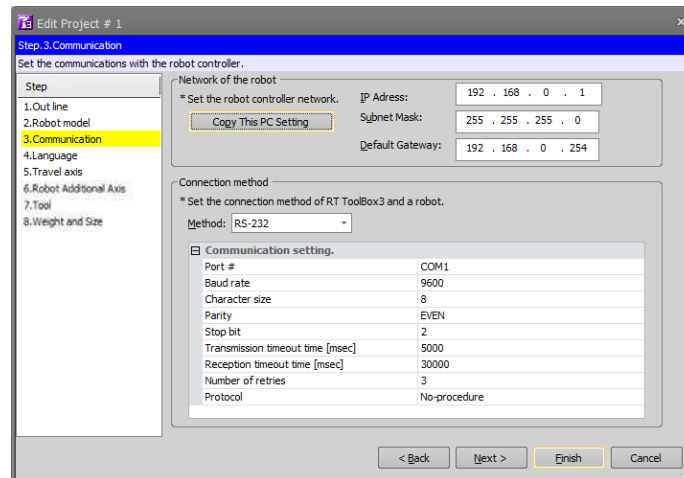 Edit Project # 1
Step.3.Communication
Set the communications with the robot controller.
Step
1.Out line
2.Robot model
3.Communication
4.Language
5.Travel axis
6.Robot Additional Axis
7.Tool
8.Weight and Size
Network of the robot
* Set the robot controller network.
Copy This PC Setting
IP Adress: 192 . 168 . 0 . 1
Subnet Mask: 255 . 255 . 255 . 0
Default Gateway: 192 . 168 . 0 . 254
Connection method
* Set the connection method of RT ToolBox3 and a robot.
Method: RS-232
Communication setting.
Port # COM1
Baud rate 9600
Character size 8
Parity EVEN
Stop bit 2
Transmission timeout time [msec] 5000
Reception timeout time [msec] 30000
Number of retries 3
Protocol No-procedure
< Back Next > Finish Cancel